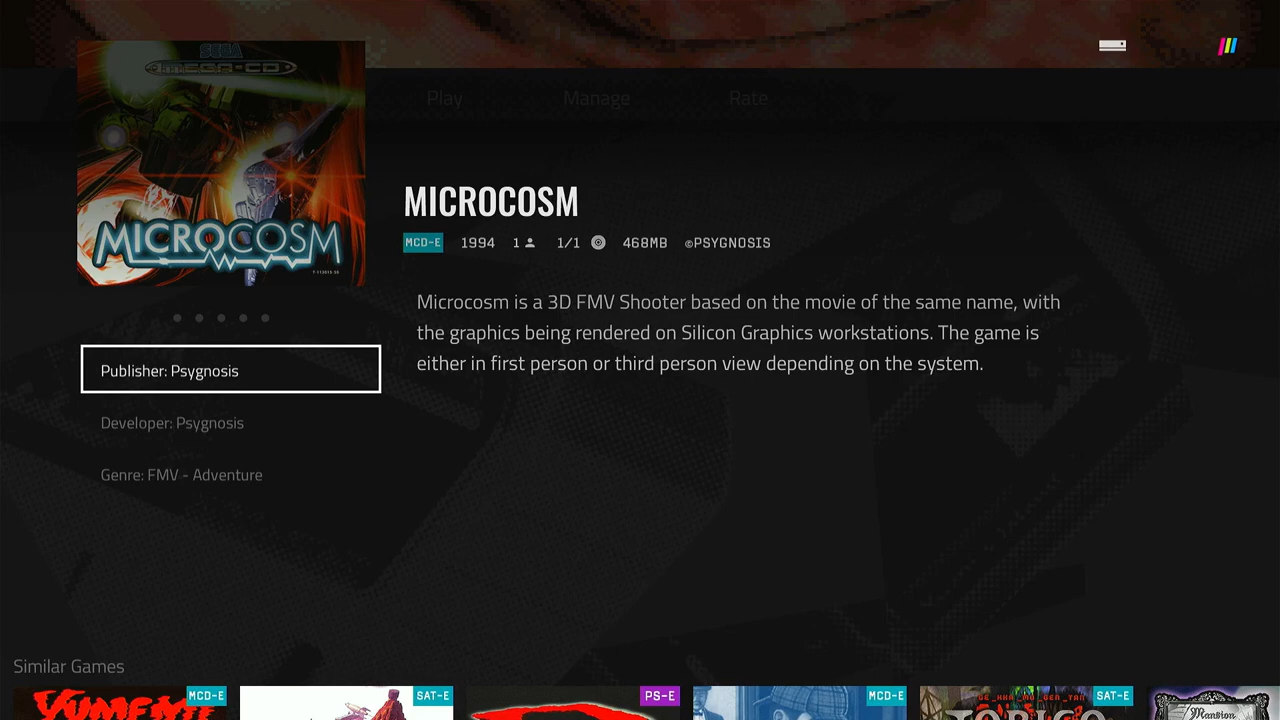 SEGA
MEGA-CD
Play Manage Rate
MICROCOSM
MICROCOSM
MCD-E 1994 1 1/1 468MB ©PSYGNOSIS
Microcosm is a 3D FMV Shooter based on the movie of the same name, with
the graphics being rendered on Silicon Graphics workstations. The game is
either in first person or third person view depending on the system.
Publisher: Psygnosis
Developer: Psygnosis
Genre: FMV - Adventure
Similar Games
MCD-E SAT-E PS-E MCD-E SAT-E
Mansion